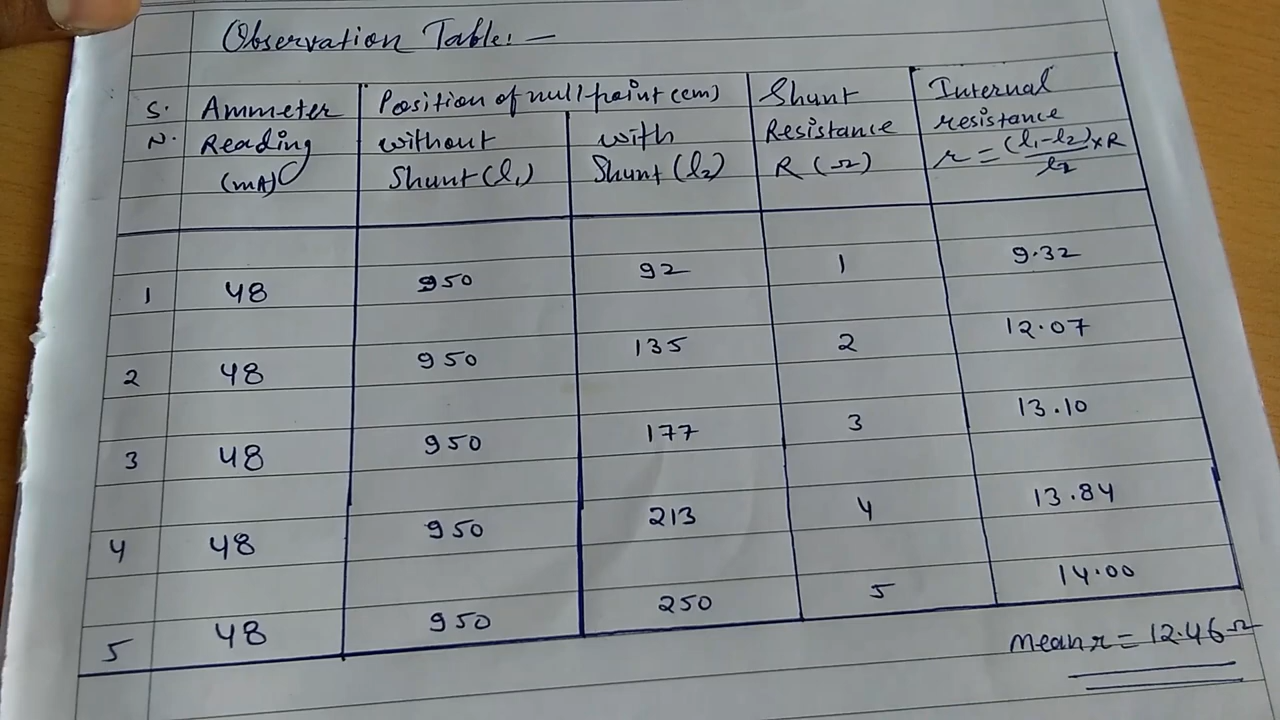 Observation Table: —
S. N. Ammeter Reading (mA) Position of null point (cm) Shunt Resistance R (Ω) Internal resistance r = (l₁-l₂)/l₂ × R
without Shunt (l₁) with Shunt (l₂)
1 48 950 92 1 9.32
2 48 950 135 2 12.07
3 48 950 177 3 13.10
4 48 950 213 4 13.84
5 48 950 250 5 14.00
Mean r = 12.46 Ω